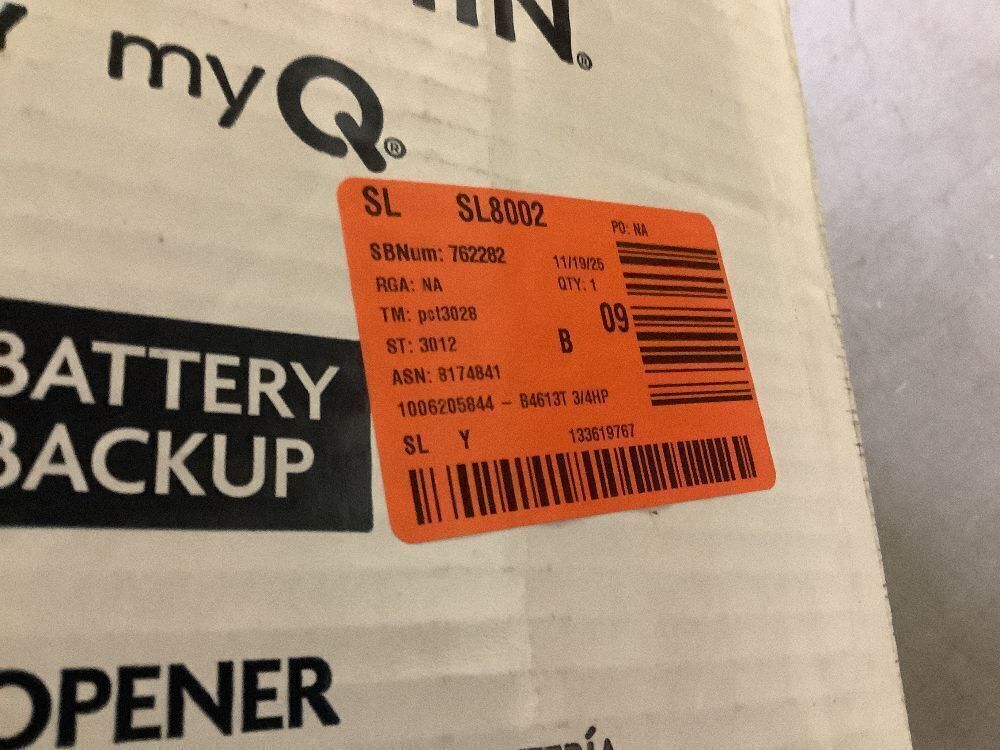 myQ®
SL SL8002
PO: NA
SBNum: 762282
11/19/25
RGA: NA
QTY: 1
TM: pct3028
09
ST: 3012
B
ASN: 8174841
1006205844 - B4613T 3/4HP
SL Y 133619767
BATTERY
BACKUP
OPENER